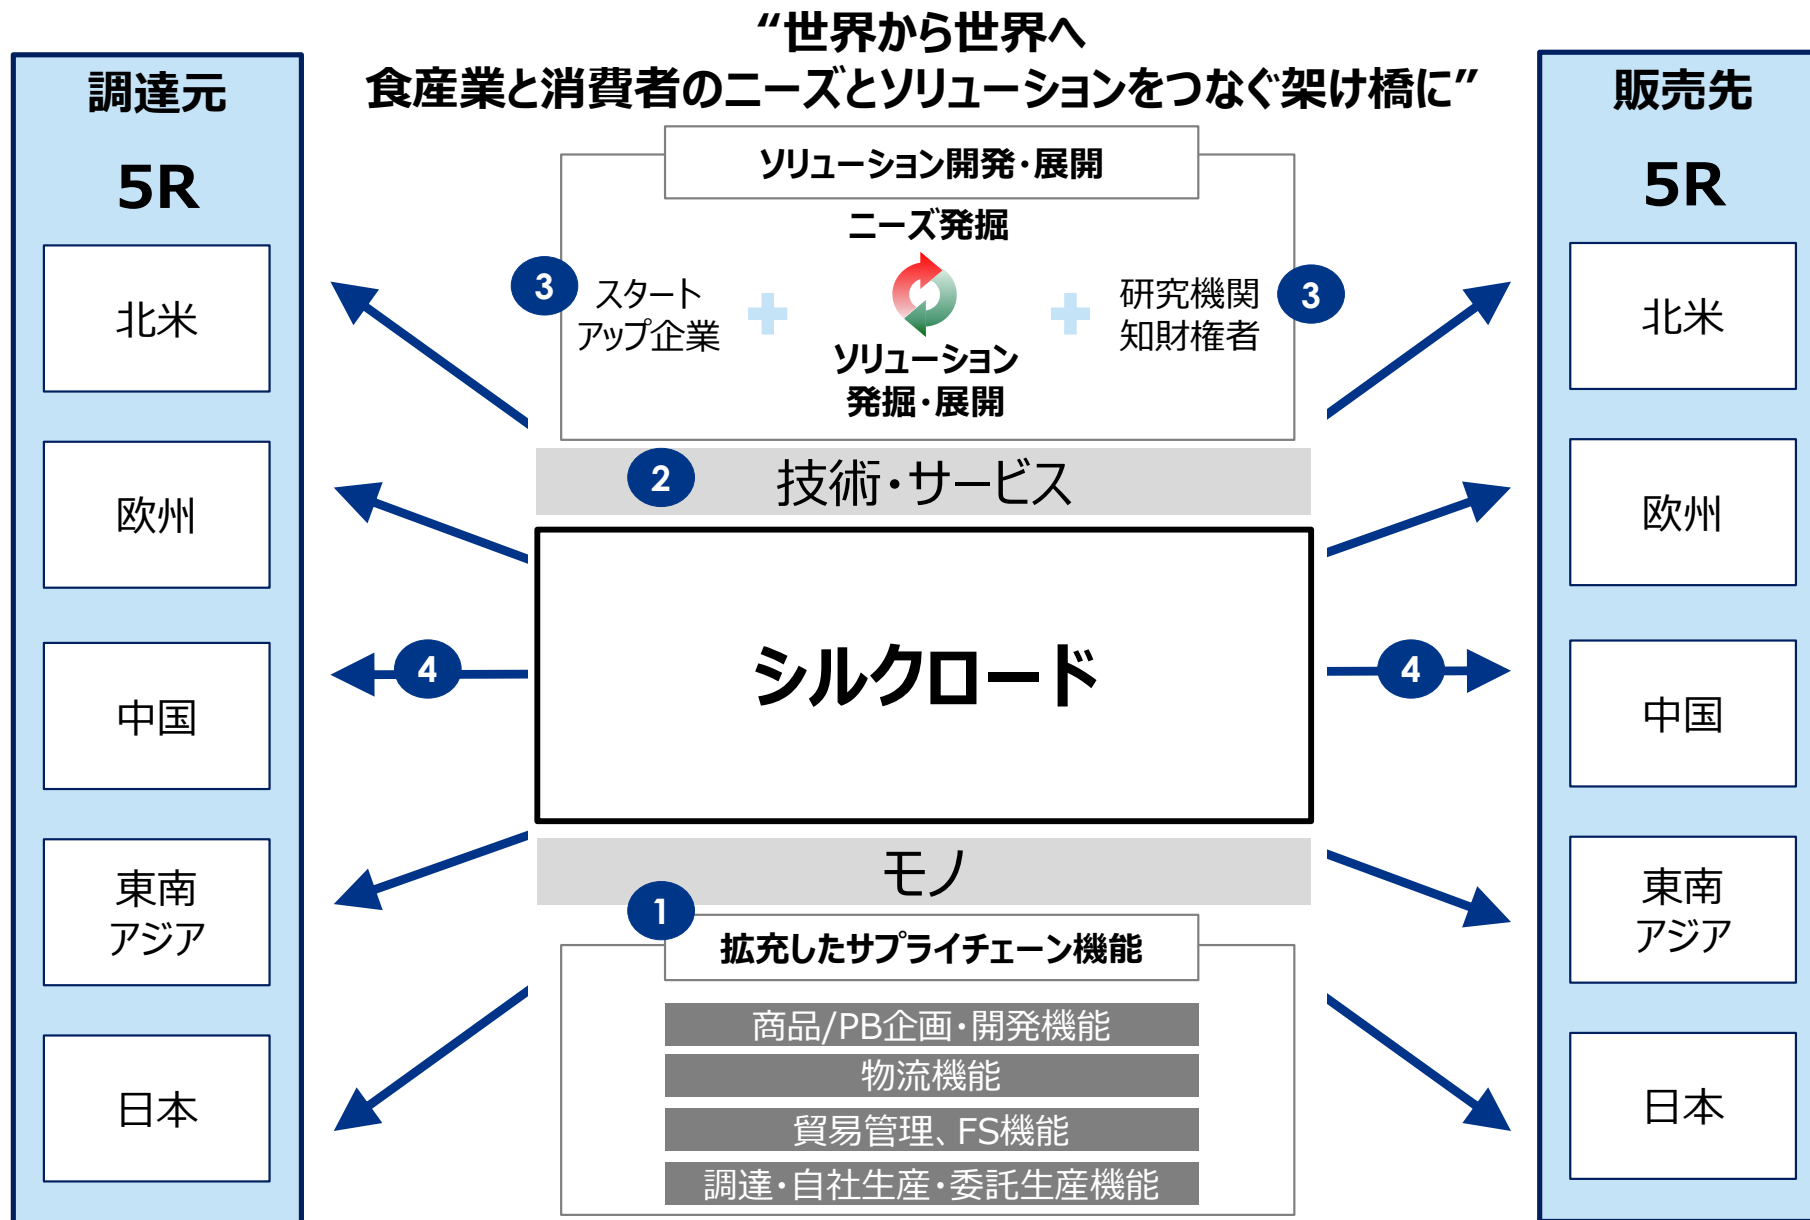 “世界から世界へ
食産業と消費者のニーズとソリューションをつなぐ架け橋に”
調達元
5R
北米
欧州
中国
東南
アジア
日本
ソリューション開発・展開
ニーズ発掘
3
スタート
アップ企業
ソリューション
発掘・展開
研究機関
知財権者
3
2
技術・サービス
シルクロード
4
4
モノ
1
拡充したサプライチェーン機能
商品/PB企画・開発機能
物流機能
貿易管理、FS機能
調達・自社生産・委託生産機能
販売先
5R
北米
欧州
中国
東南
アジア
日本